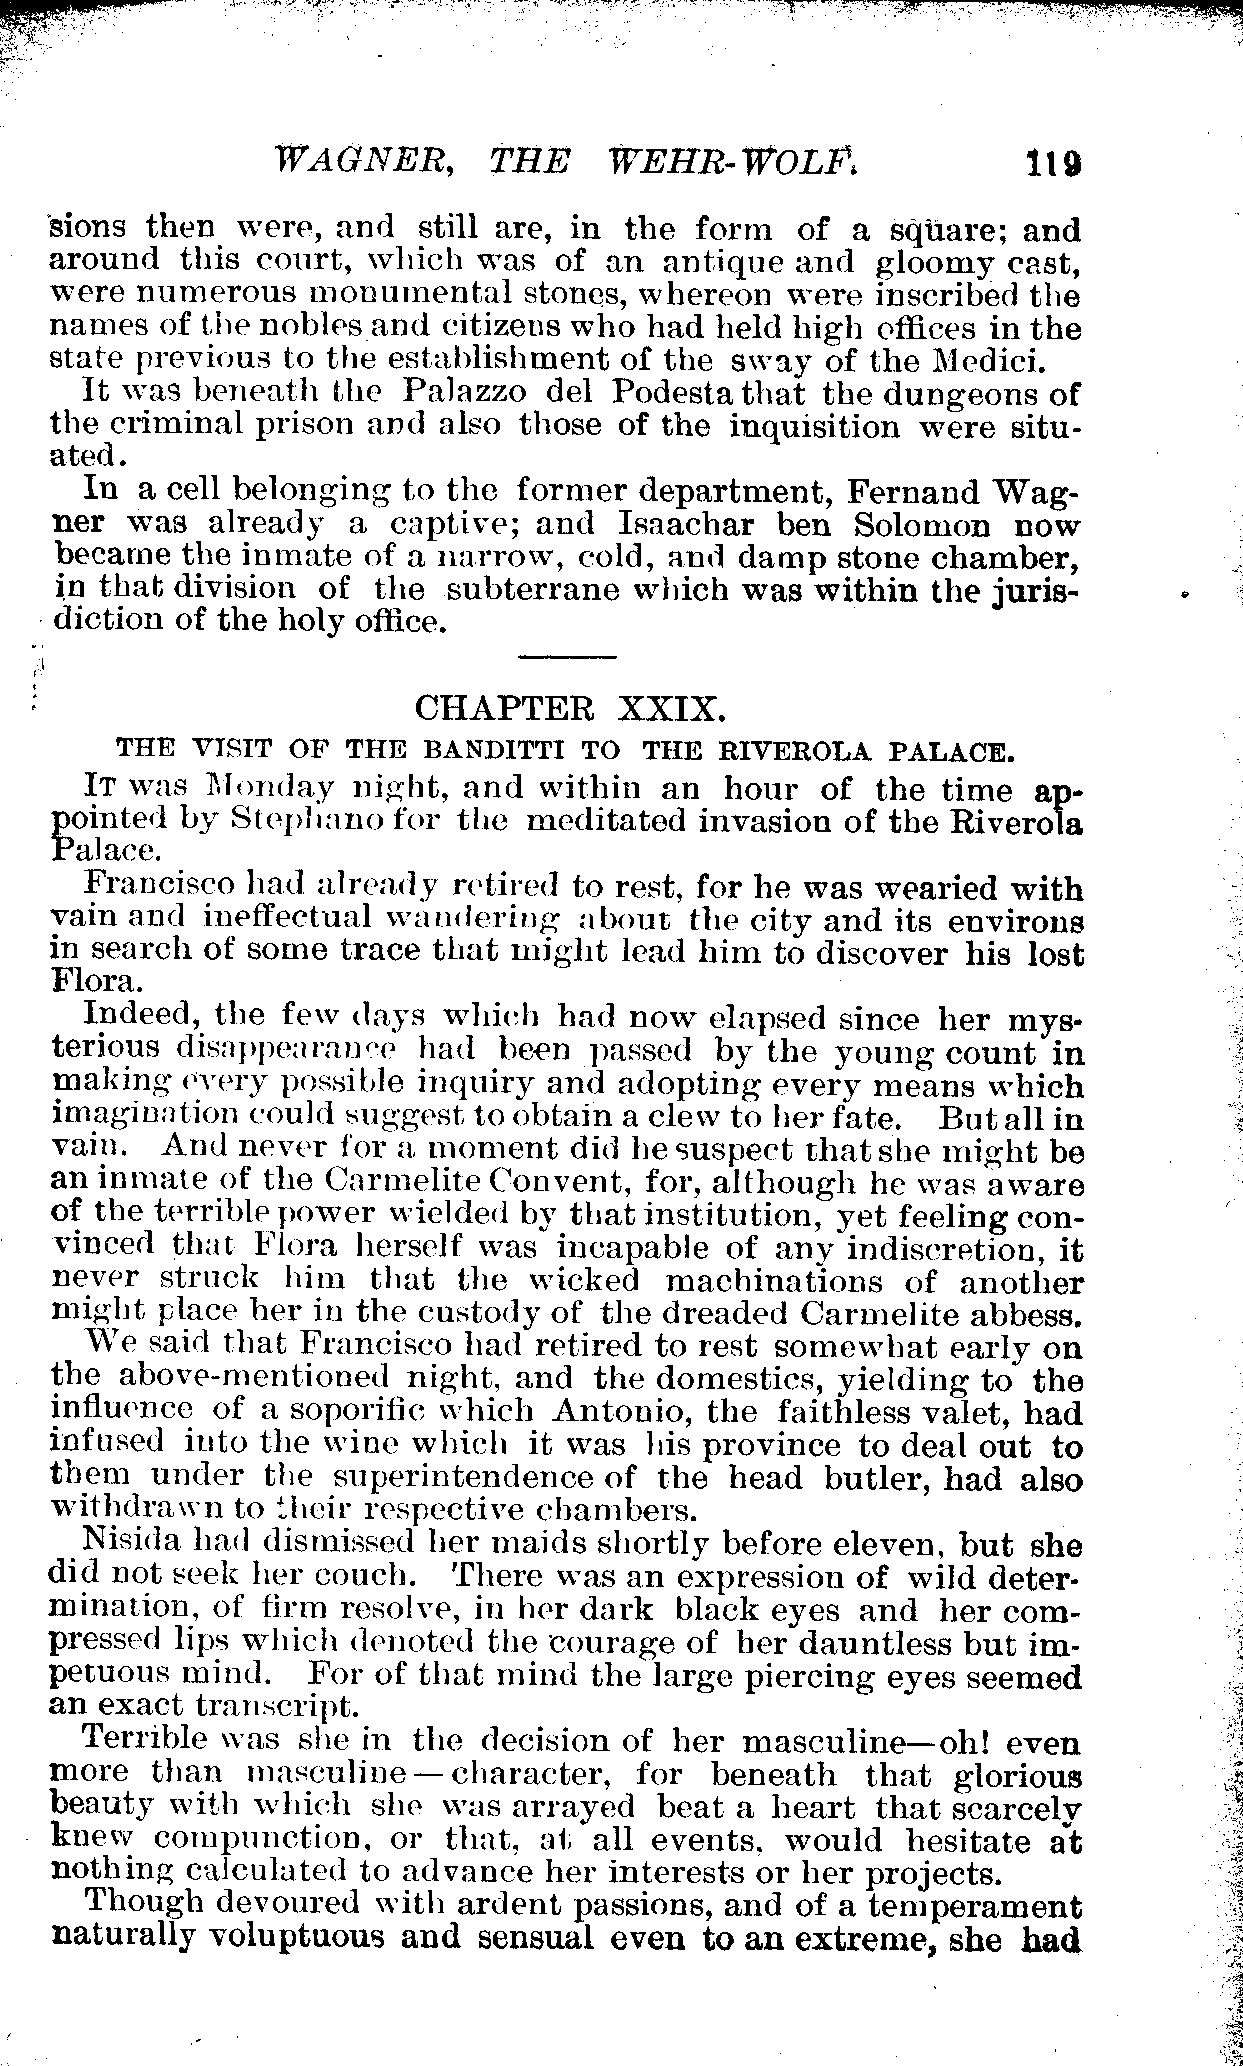 WAGNER, THE WEHR-WOLF. 119
sions then were, and still are, in the form of a square; and
around this court, which was of an antique and gloomy cast,
were numerous monumental stones, whereon were inscribed the
names of the nobles and citizens who had held high offices in the
state previous to the establishment of the sway of the Medici.
It was beneath the Palazzo del Podesta that the dungeons of
the criminal prison and also those of the inquisition were situ-
ated.
In a cell belonging to the former department, Fernand Wag-
ner was already a captive; and Isaachar ben Solomon now
became the inmate of a narrow, cold, and damp stone chamber,
in that division of the subterrane which was within the juris-
diction of the holy office.
CHAPTER XXIX.
THE VISIT OF THE BANDITTI TO THE RIVEROLA PALACE.
IT was Monday night, and within an hour of the time ap-
pointed by Stephano for the meditated invasion of the Riverola
Palace.
Francisco had already retired to rest, for he was wearied with
vain and ineffectual wandering about the city and its environs
in search of some trace that might lead him to discover his lost
Flora.
Indeed, the few days which had now elapsed since her mys-
terious disappearance had been passed by the young count in
making every possible inquiry and adopting every means which
imagination could suggest to obtain a clew to her fate. But all in
vain. And never for a moment did he suspect that she might be
an inmate of the Carmelite Convent, for, although he was aware
of the terrible power wielded by that institution, yet feeling con-
vinced that Flora herself was incapable of any indiscretion, it
never struck him that the wicked machinations of another
might place her in the custody of the dreaded Carmelite abbess.
We said that Francisco had retired to rest somewhat early on
the above-mentioned night, and the domestics, yielding to the
influence of a soporific which Antonio, the faithless valet, had
infused into the wine which it was his province to deal out to
them under the superintendence of the head butler, had also
withdrawn to their respective chambers.
Nisida had dismissed her maids shortly before eleven, but she
did not seek her couch. There was an expression of wild deter-
mination, of firm resolve, in her dark black eyes and her com-
pressed lips which denoted the courage of her dauntless but im-
petuous mind. For of that mind the large piercing eyes seemed
an exact transcript.
Terrible was she in the decision of her masculine—oh! even
more than masculine—character, for beneath that glorious
beauty with which she was arrayed beat a heart that scarcely
knew compunction, or that, at all events, would hesitate at
nothing calculated to advance her interests or her projects.
Though devoured with ardent passions, and of a temperament
naturally voluptuous and sensual even to an extreme, she had